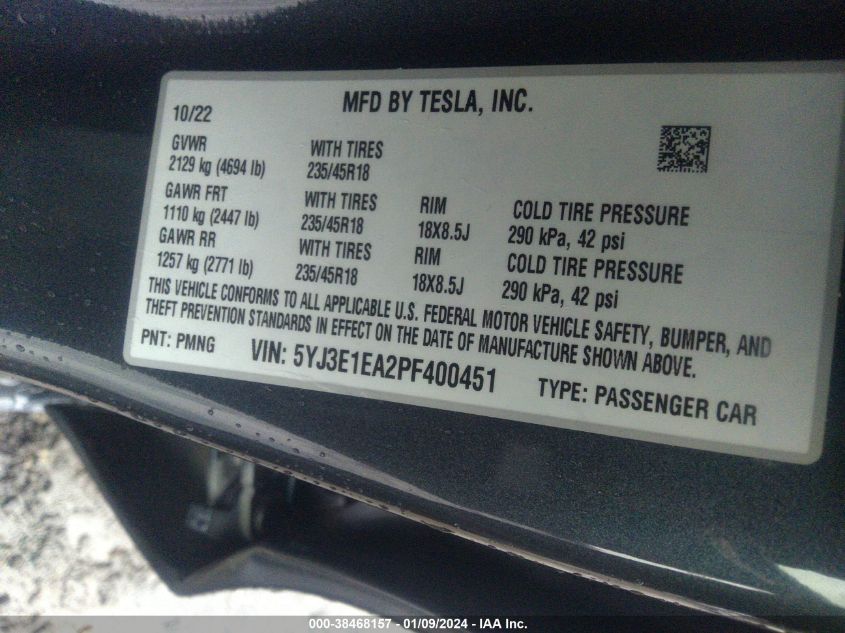 MFD BY TESLA, INC.
10/22
GVWR WITH TIRES
2129 kg (4694 lb) 235/45R18
GAWR FRT WITH TIRES RIM COLD TIRE PRESSURE
1110 kg (2447 lb) 235/45R18 18X8.5J 290 kPa, 42 psi
GAWR RR WITH TIRES RIM COLD TIRE PRESSURE
1257 kg (2771 lb) 235/45R18 18X8.5J 290 kPa, 42 psi
THIS VEHICLE CONFORMS TO ALL APPLICABLE U.S. FEDERAL MOTOR VEHICLE SAFETY, BUMPER, AND
THEFT PREVENTION STANDARDS IN EFFECT ON THE DATE OF MANUFACTURE SHOWN ABOVE.
PNT: PMNG VIN: 5YJ3E1EA2PF400451 TYPE: PASSENGER CAR
000-38468157 - 01/09/2024 - IAA Inc.